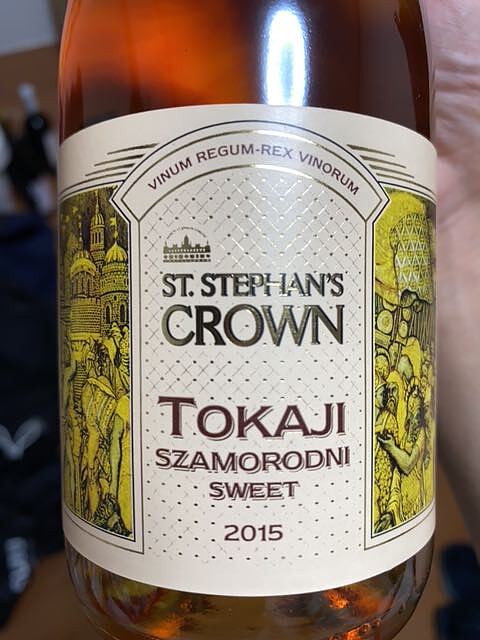 VINUM REGUM-REX VINORUM
ST. STEPHAN'S
CROWN
TOKAJI
SZAMORODNI
SWEET
2015